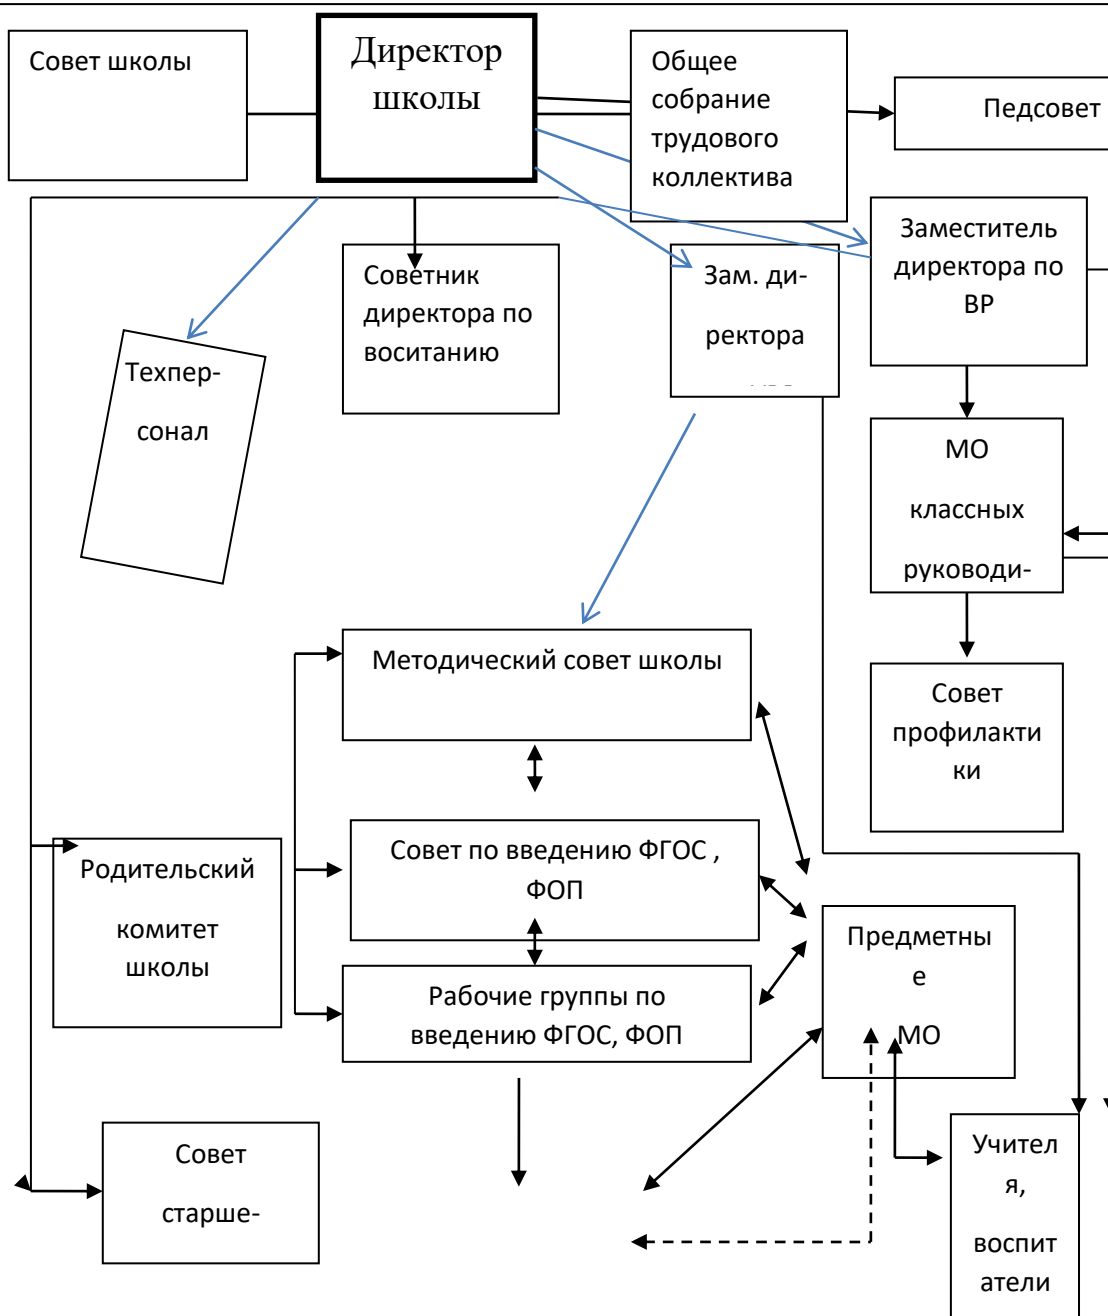 Совет школы
Директор
школы
Общее
собрание
трудового
коллектива
Педсовет
Заместитель
директора по
ВР
Советник
директора по
воситанию
Зам. ди-
ректора
Техпер-
сонал
МО
классных
руководи-
Методический совет школы
Совет
профилакти
ки
Родительский
комитет
школы
Совет по введению ФГОС ,
ФОП
Предметны
е
МО
Рабочие группы по
введению ФГОС, ФОП
Совет
старше-
Учител
я,
воспит
атели